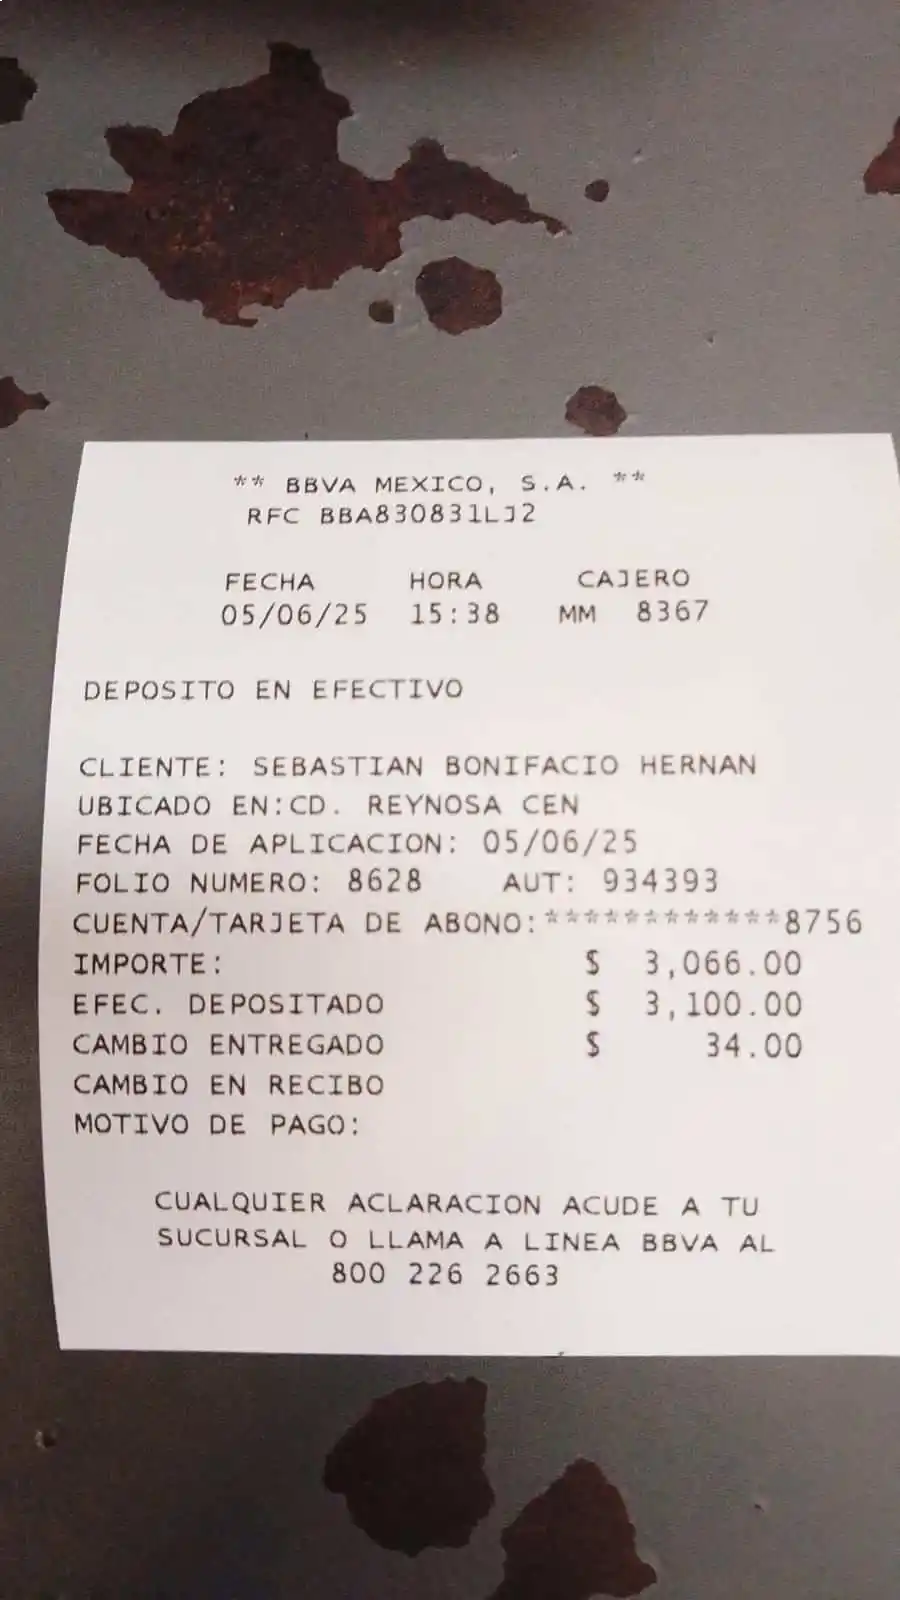 ** BBVA MEXICO, S.A. **
RFC BBA830831LJ2
FECHA HORA CAJERO
05/06/25 15:38 MM 8367
DEPOSITO EN EFECTIVO
CLIENTE: SEBASTIAN BONIFACIO HERNAN
UBICADO EN:CD. REYNOSA CEN
FECHA DE APLICACION: 05/06/25
FOLIO NUMERO: 8628 AUT: 934393
CUENTA/TARJETA DE ABONO:************8756
IMPORTE: $ 3,066.00
EFEC. DEPOSITADO $ 3,100.00
CAMBIO ENTREGADO $ 34.00
CAMBIO EN RECIBO
MOTIVO DE PAGO:
CUALQUIER ACLARACION ACUDE A TU
SUCURSAL O LLAMA A LINEA BBVA AL
800 226 2663